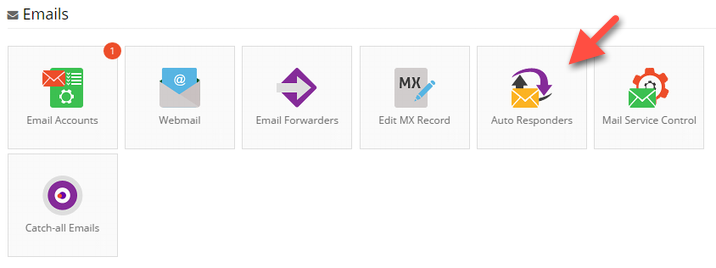 Emails
1
Email Accounts
Webmail
@
Email Forwarders
MX
Edit MX Record
Auto Responders
Mail Service Control
Catch-all Emails